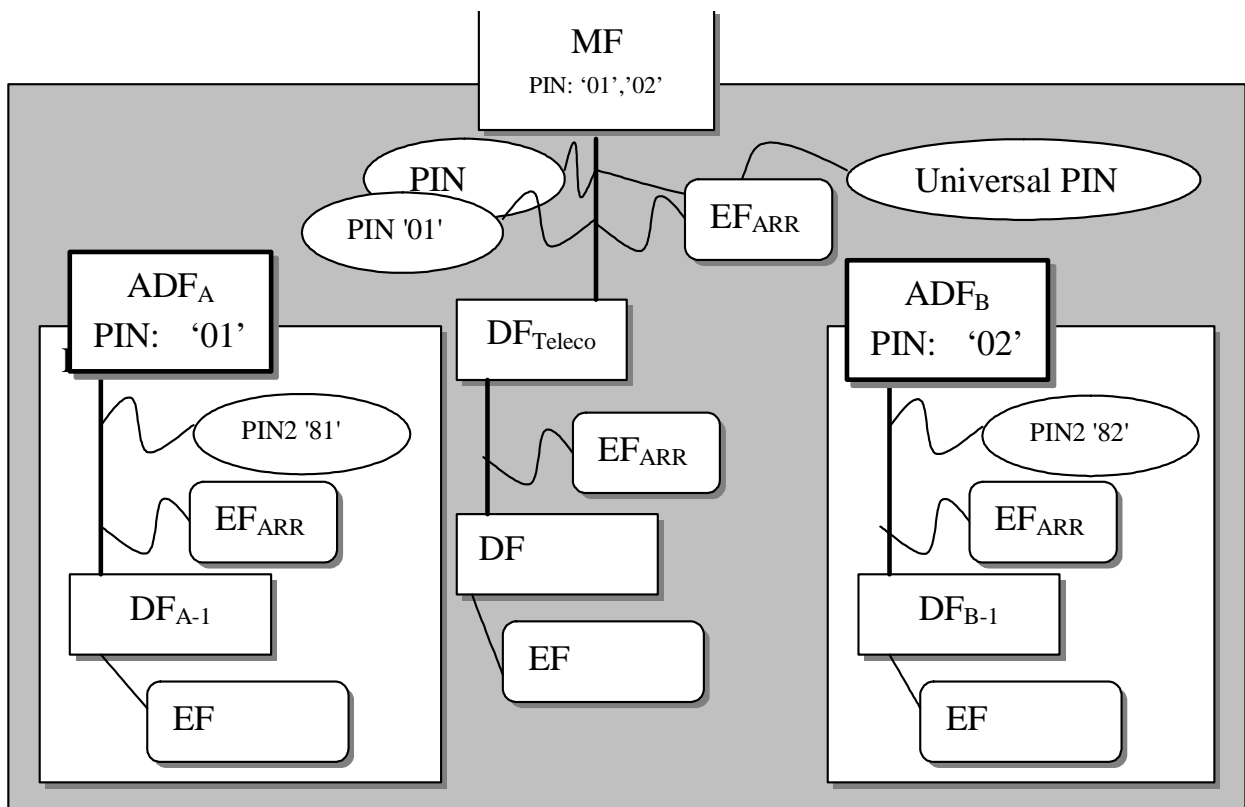 MF
PIN: ‘01’,’02’
PIN
PIN '01'
EFARR
Universal PIN
ADFA
PIN: ‘01’
PIN2 '81'
EFARR
DFA-1
EF
DFTeleco
EFARR
DF
EF
ADFB
PIN: ‘02’
PIN2 '82'
EFARR
DFB-1
EF